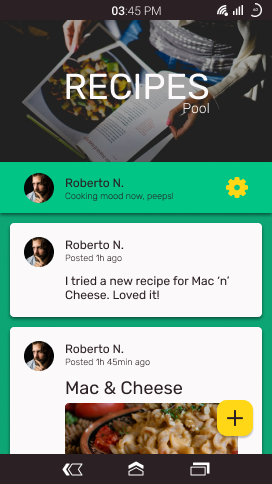 03:45 PM
RECIPES
Pool
Roberto N.
Cooking mood now, peeps!
Roberto N.
Posted 1h ago
I tried a new recipe for Mac ‘n’
Cheese. Loved it!
Roberto N.
Posted 1h 45min ago
Mac & Cheese